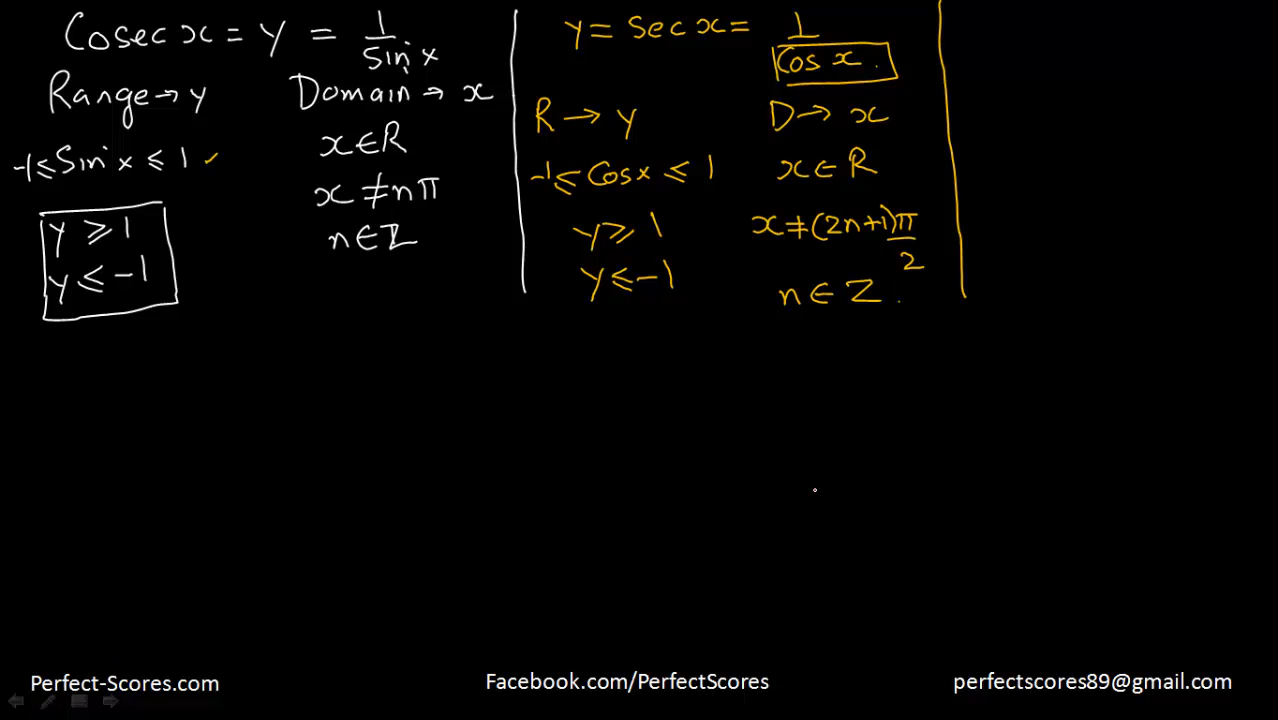 Cosec x = y = 1/Sin x
Range → y
Domain → x
-1 ≤ Sin x ≤ 1 ✓
x ∈ R
x ≠ nπ
n ∈ Z
y ≥ 1
y ≤ -1
y = Sec x = 1/Cos x.
R → y
D → x
-1 ≤ Cos x ≤ 1
x ∈ R
y ≥ 1
y ≤ -1
x ≠ (2n+1)π/2
n ∈ Z.
Perfect-Scores.com
Facebook.com/PerfectScores
perfectscores89@gmail.com